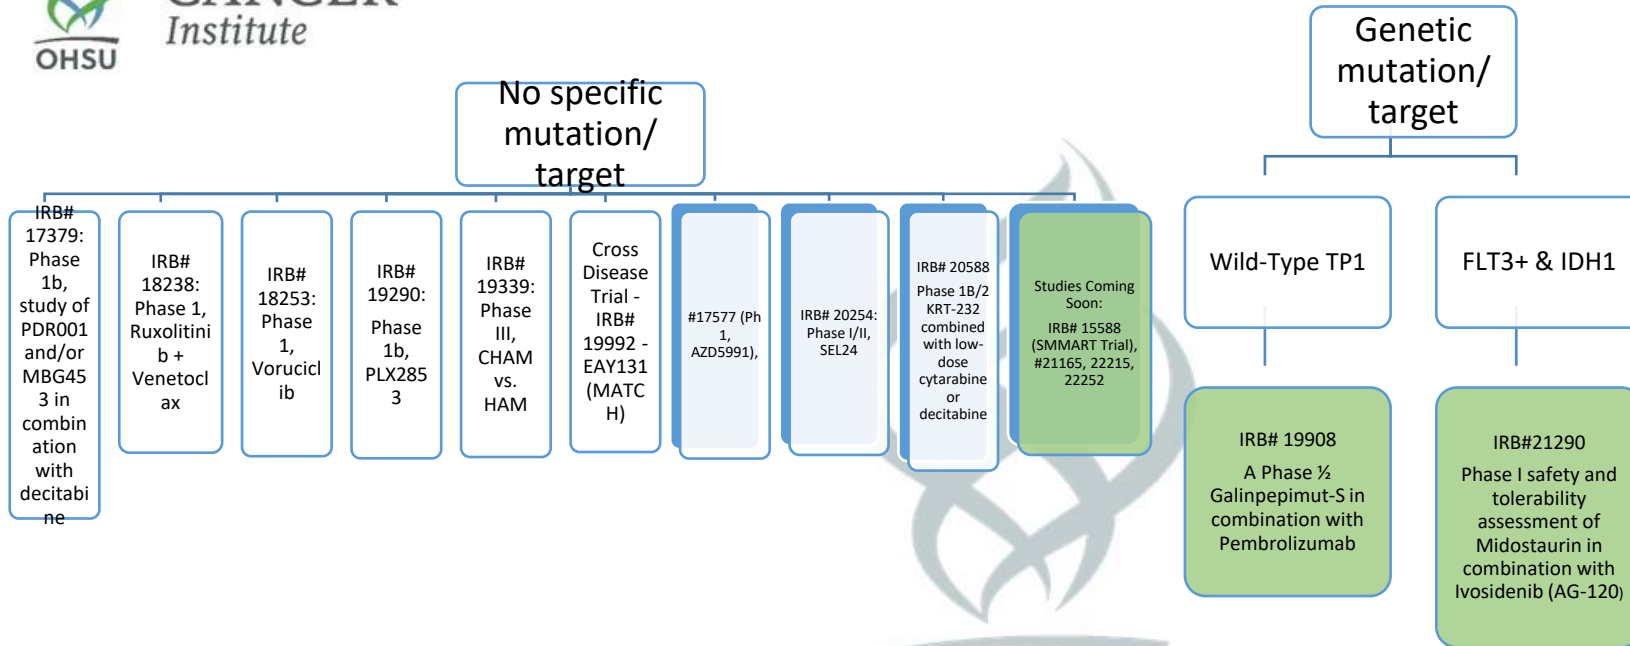 CANCER
Institute
OHSU
No specific
mutation/
target
IRB#
17379:
Phase
1b,
study of
PDR001
and/or
MBG45
3 in
combin
ation
with
decitabi
ne
IRB#
18238:
Phase 1,
Ruxolitini
b +
Venetocl
ax
IRB#
18253:
Phase
1,
Vorucicl
ib
IRB#
19290:
Phase
1b,
PLX285
3
IRB#
19339:
Phase
III,
CHAM
vs.
HAM
Cross
Disease
Trial -
IRB#
19992 -
EAY131
(MATC
H)
#17577 (Ph
1,
AZD5991),
IRB# 20254:
Phase I/II,
SEL24
IRB# 20588
Phase 1B/2
KRT-232
combined
with low-
dose
cytarabine
or
decitabine
Studies Coming
Soon:
IRB# 15588
(SMMART Trial),
#21165, 22215,
22252
Genetic
mutation/
target
Wild-Type TP1
IRB# 19908
A Phase ½
Galinpepimut-S in
combination with
Pembrolizumab
FLT3+ & IDH1
IRB#21290
Phase I safety and
tolerability
assessment of
Midostaurin in
combination with
Ivosidenib (AG-120)